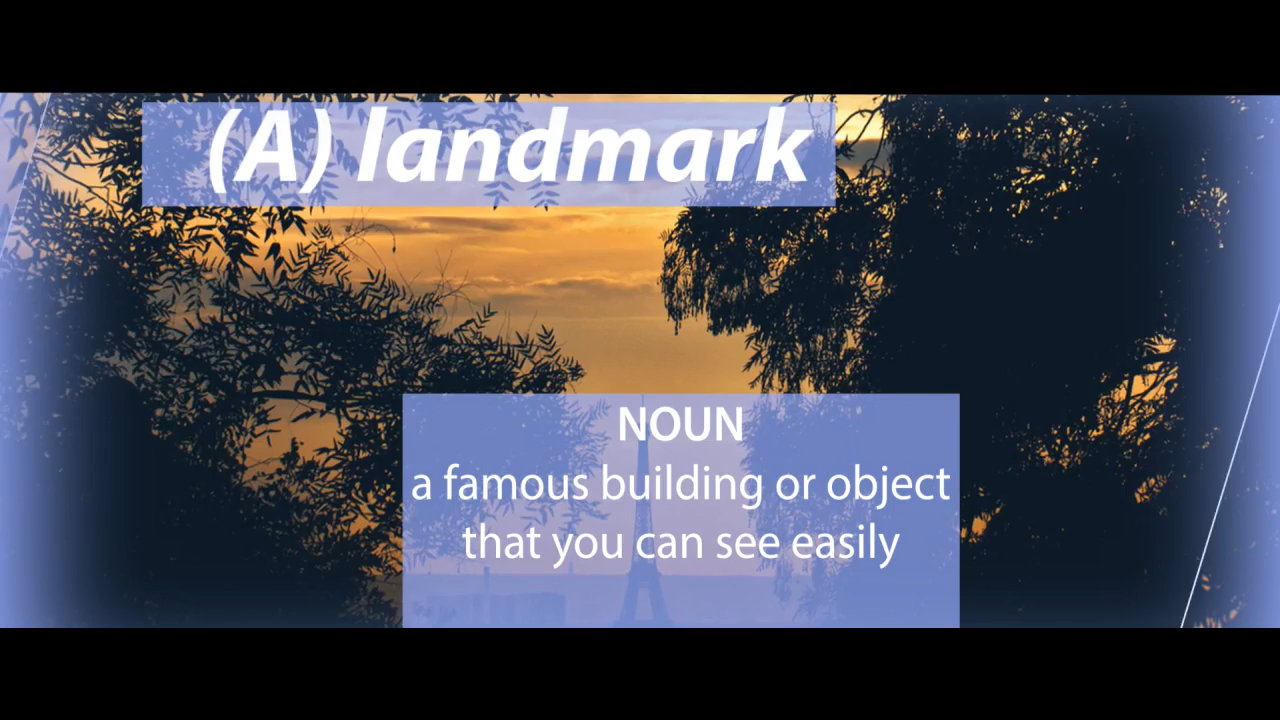 (A) landmark
NOUN
a famous building or object
that you can see easily